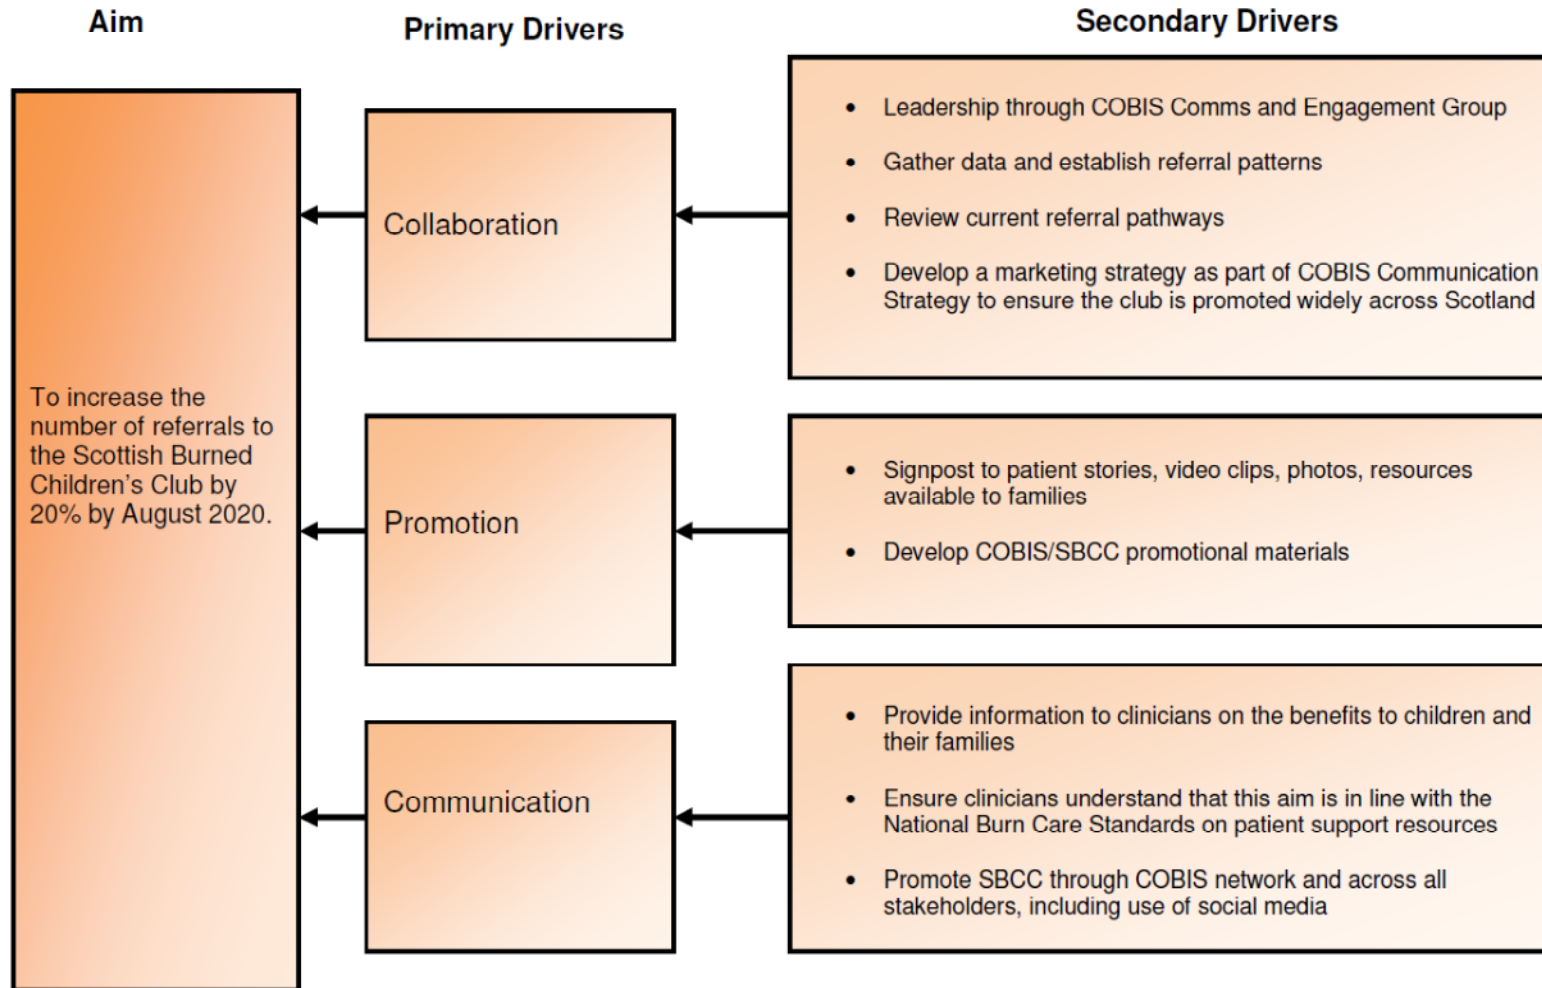 Aim
Primary Drivers
Secondary Drivers
To increase the
number of referrals to
the Scottish Burned
Children's Club by
20% by August 2020.
Collaboration
• Leadership through COBIS Comms and Engagement Group
• Gather data and establish referral patterns
• Review current referral pathways
• Develop a marketing strategy as part of COBIS Communication
Strategy to ensure the club is promoted widely across Scotland
Promotion
• Signpost to patient stories, video clips, photos, resources
available to families
• Develop COBIS/SBCC promotional materials
Communication
• Provide information to clinicians on the benefits to children and
their families
• Ensure clinicians understand that this aim is in line with the
National Burn Care Standards on patient support resources
• Promote SBCC through COBIS network and across all
stakeholders, including use of social media